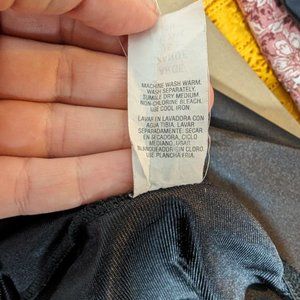 MACHINE WASH WARM.
WASH SEPARATELY.
TUMBLE DRY MEDIUM.
NON-CHLORINE BLEACH.
USE COOL IRON.
LAVAR EN LAVADORA CON
AGUA TIBIA. LAVAR
SEPARADAMENTE. SECAR
EN SECADORA, CICLO
MEDIANO. USAR
BLANQUEADOR SIN CLORO.
USE PLANCHA FRIA.